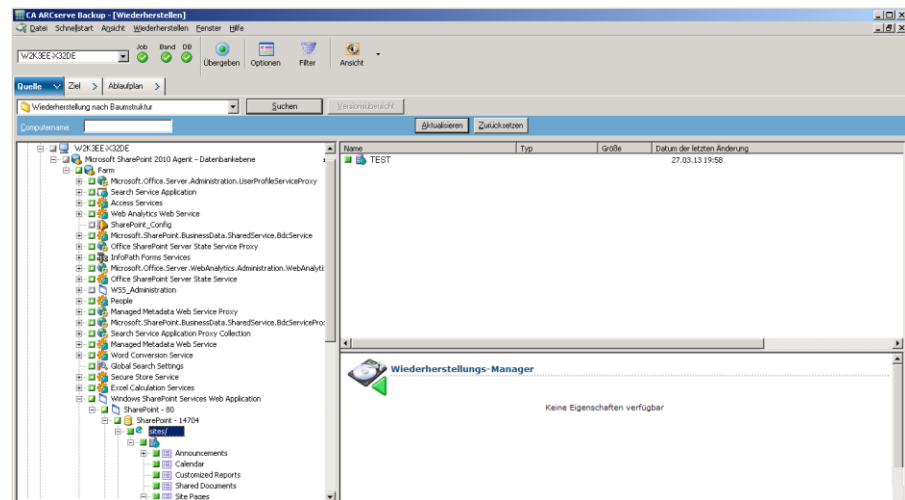 CA ARCserve Backup - [Wiederherstellen]
Datei Schnellstart Ansicht Wiederherstellen Fenster Hilfe
Job Band DB
W2K3EE-X32DE
Übergeben Optionen Filter Ansicht
Quelle Ziel > Ablaufplan >
Wiederherstellung nach Baumstruktur Suchen Versionsübersicht
Computername: Aktualisieren Zurücksetzen
W2K3EE-X32DE
Microsoft SharePoint 2010 Agent - Datenbankebene
Farm
Microsoft.Office.Server.Administration.UserProfileServiceProxy
Search Service Application
Access Services
Web Analytics Web Service
SharePoint_Config
Microsoft.SharePoint.BusinessData.SharedService.BdcService
Office SharePoint Server State Service Proxy
InfoPath Forms Services
Microsoft.Office.Server.WebAnalytics.Administration.WebAnalyti
Office SharePoint Server State Service
WSS_Administration
People
Managed Metadata Web Service Proxy
Microsoft.SharePoint.BusinessData.SharedService.BdcServicePro
Search Service Application Proxy Collection
Managed Metadata Web Service
Word Conversion Service
Global Search Settings
Secure Store Service
Excel Calculation Services
Windows SharePoint Services Web Application
SharePoint - 80
SharePoint - 14704
sites/
Announcements
Calendar
Customized Reports
Shared Documents
Site Pages
Name Typ Größe Datum der letzten Änderung
TEST 27.03.13 19:58
Wiederherstellungs-Manager
Keine Eigenschaften verfügbar